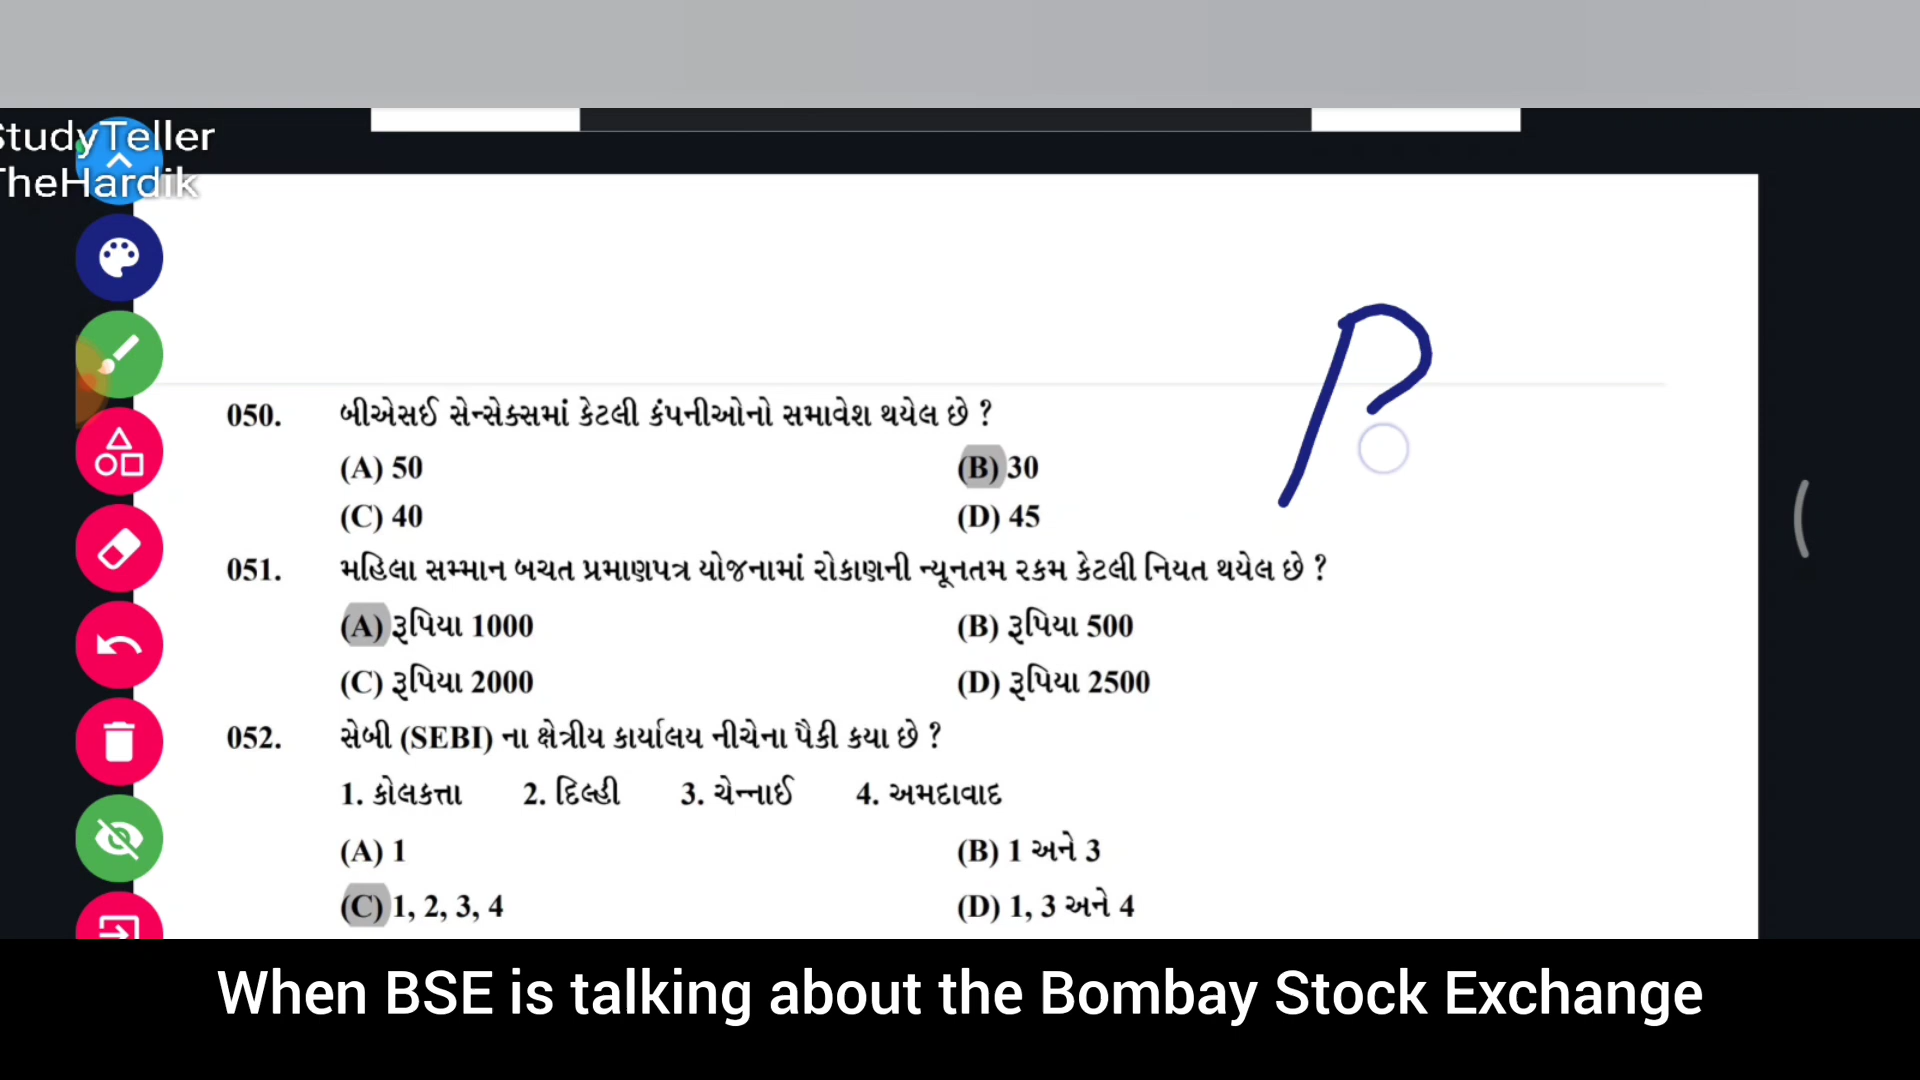 StudyTeller
TheHardik
050. બીએસઈ સેન્સેક્સમાં કેટલી કંપનીઓનો સમાવેશ થયેલ છે ?
(A) 50 (B) 30
(C) 40 (D) 45
051. મહિલા સમ્માન બચત પ્રમાણપત્ર યોજનામાં રોકાણની ન્યૂનતમ રકમ કેટલી નિયત થયેલ છે ?
(A) રૂપિયા 1000 (B) રૂપિયા 500
(C) રૂપિયા 2000 (D) રૂપિયા 2500
052. સેબી (SEBI) ના ક્ષેત્રીય કાર્યાલય નીચેના પૈકી કયા છે ?
1. કોલકત્તા 2. દિલ્હી 3. ચેન્નાઈ 4. અમદાવાદ
(A) 1 (B) 1 અને 3
(C) 1, 2, 3, 4 (D) 1, 3 અને 4
When BSE is talking about the Bombay Stock Exchange